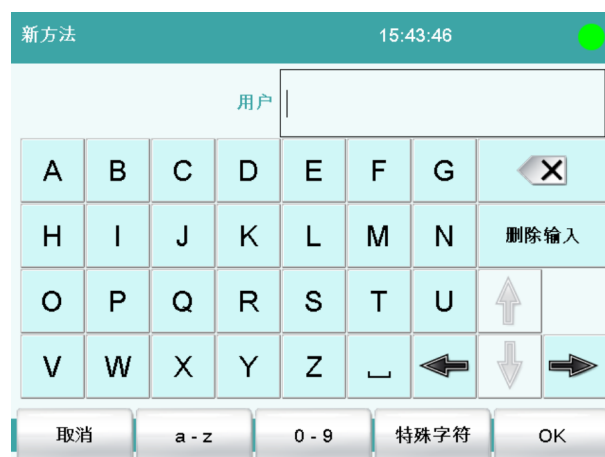 新方法 15:43:46
用户
A B C D E F G
H I J K L M N 删除输入
O P Q R S T U
V W X Y Z
取消 a - z 0 - 9 特殊字符 OK